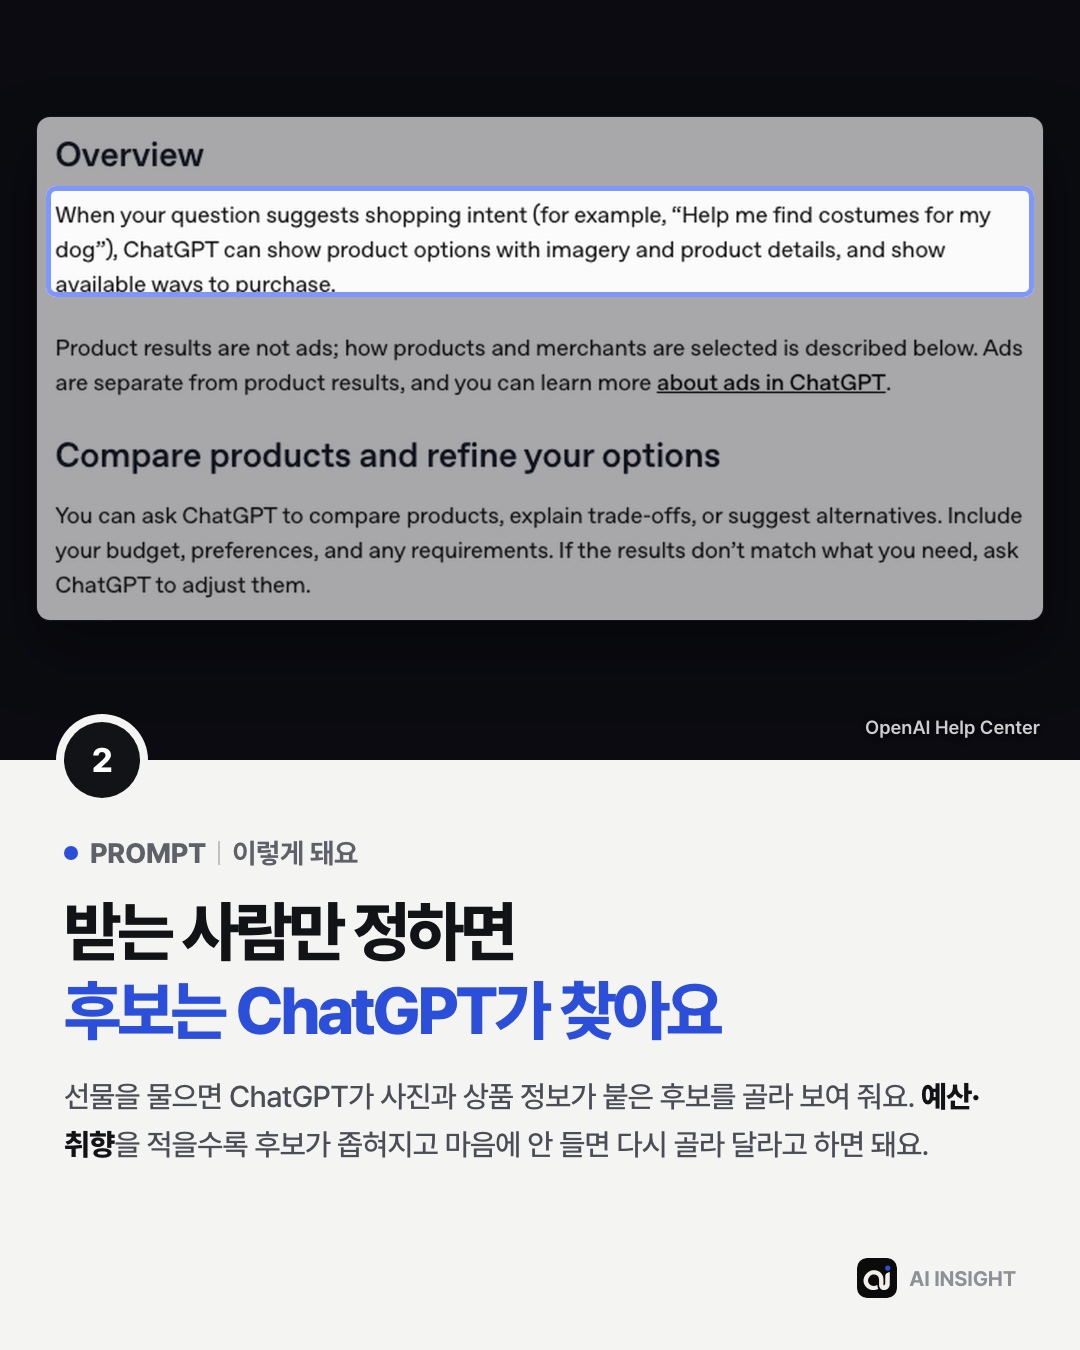 Overview
When your question suggests shopping intent (for example, “Help me find costumes for my
dog”), ChatGPT can show product options with imagery and product details, and show
available ways to purchase.
Product results are not ads; how products and merchants are selected is described below. Ads
are separate from product results, and you can learn more about ads in ChatGPT.
Compare products and refine your options
You can ask ChatGPT to compare products, explain trade-offs, or suggest alternatives. Include
your budget, preferences, and any requirements. If the results don’t match what you need, ask
ChatGPT to adjust them.
OpenAI Help Center
2
PROMPT | 이렇게 돼요
받는 사람만 정하면
후보는 ChatGPT가 찾아요
선물을 물으면 ChatGPT가 사진과 상품 정보가 붙은 후보를 골라 보여 줘요. 예산·
취향을 적을수록 후보가 좁혀지고 마음에 안 들면 다시 골라 달라고 하면 돼요.
ai AI INSIGHT